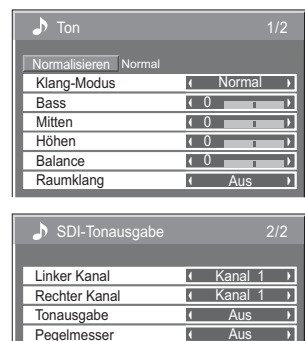 Ton 1/2
Normalisieren Normal
Klang-Modus Normal
Bass 0
Mitten 0
Höhen 0
Balance 0
Raumklang Aus
SDI-Tonausgabe 2/2
Linker Kanal Kanal 1
Rechter Kanal Kanal 1
Tonausgabe Aus
Pegelmesser Aus